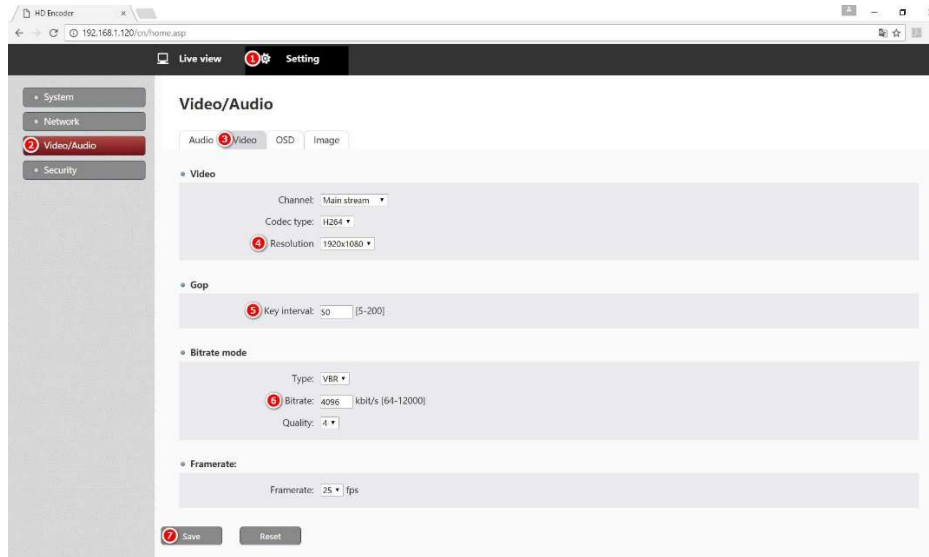 HD Encoder
192.168.1.120/cn/home.asp
Live view 1 Setting
System
Network
2 Video/Audio
Security
Video/Audio
Audio 3 Video OSD Image
Video
Channel: Main stream
Codec type: H264
4 Resolution 1920x1080
Gop
5 Key interval: 50 [5-200]
Bitrate mode
Type: VBR
6 Bitrate: 4096 kbit/s [64-12000]
Quality: 4
Framerate:
Framerate: 25 fps
7 Save Reset